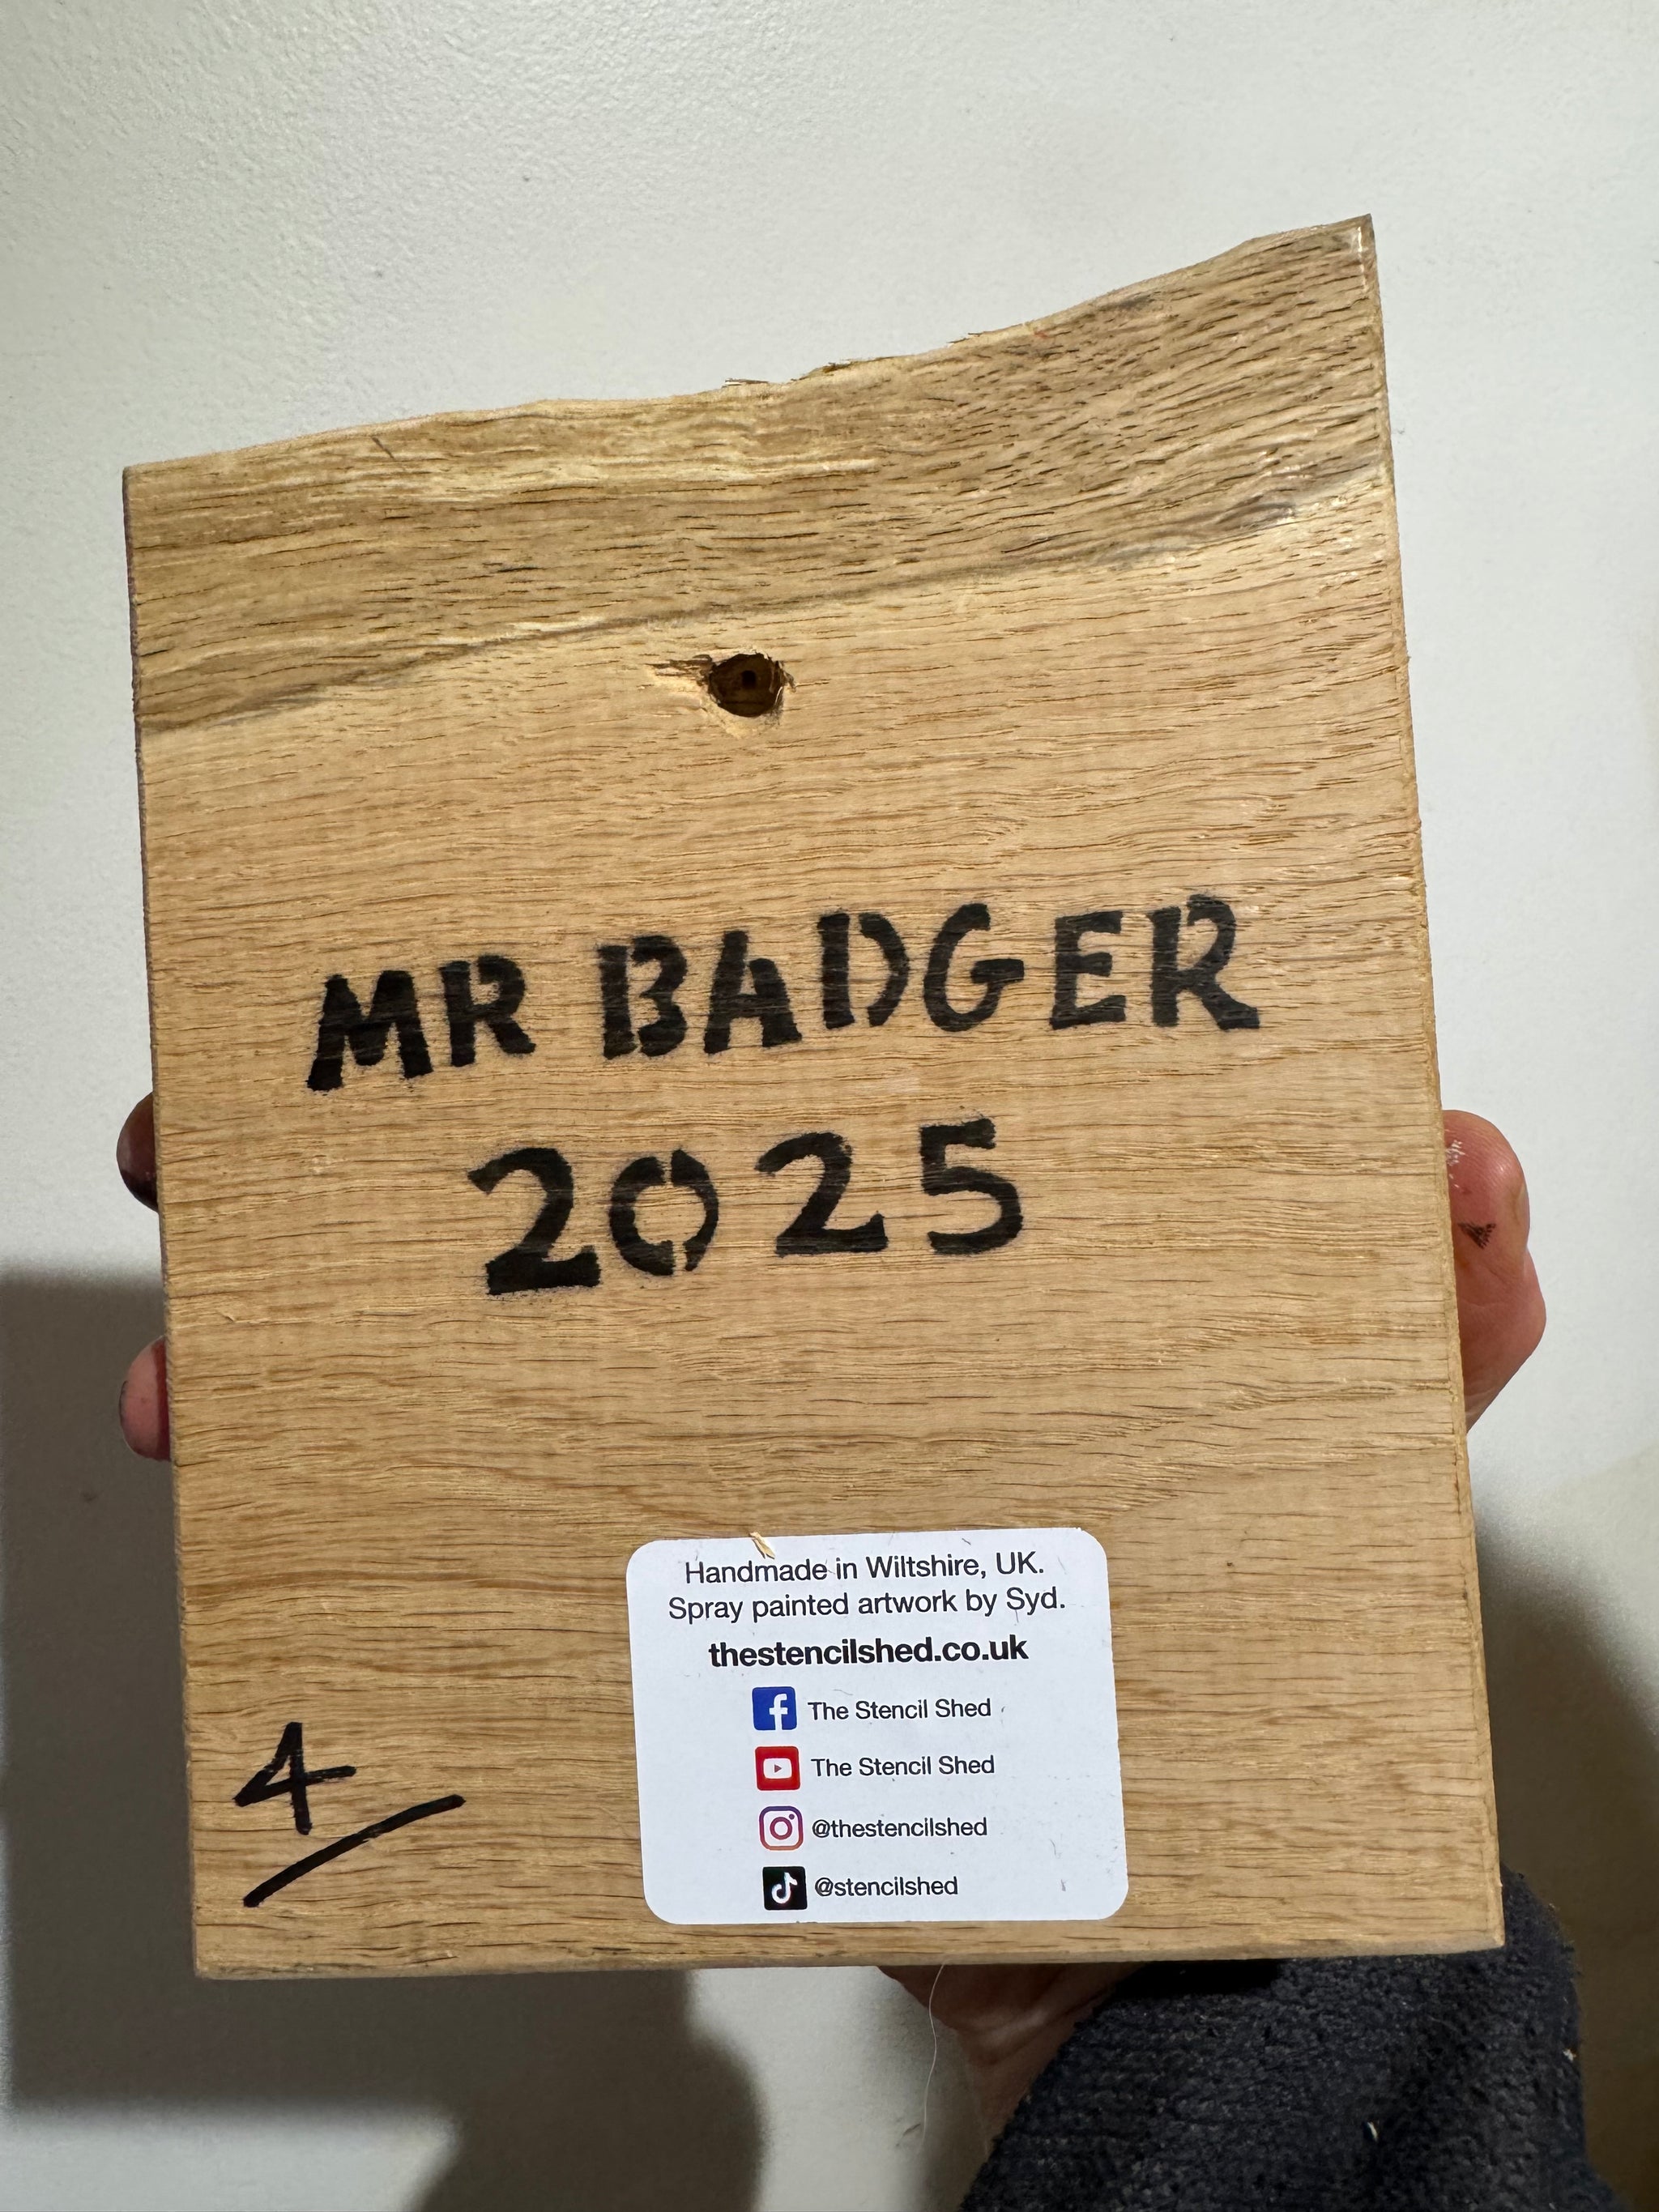 MR BADGER
2025
Handmade in Wiltshire, UK.
Spray painted artwork by Syd.
thestencilshed.co.uk
The Stencil Shed
The Stencil Shed
@thestencilshed
@stencilshed
4